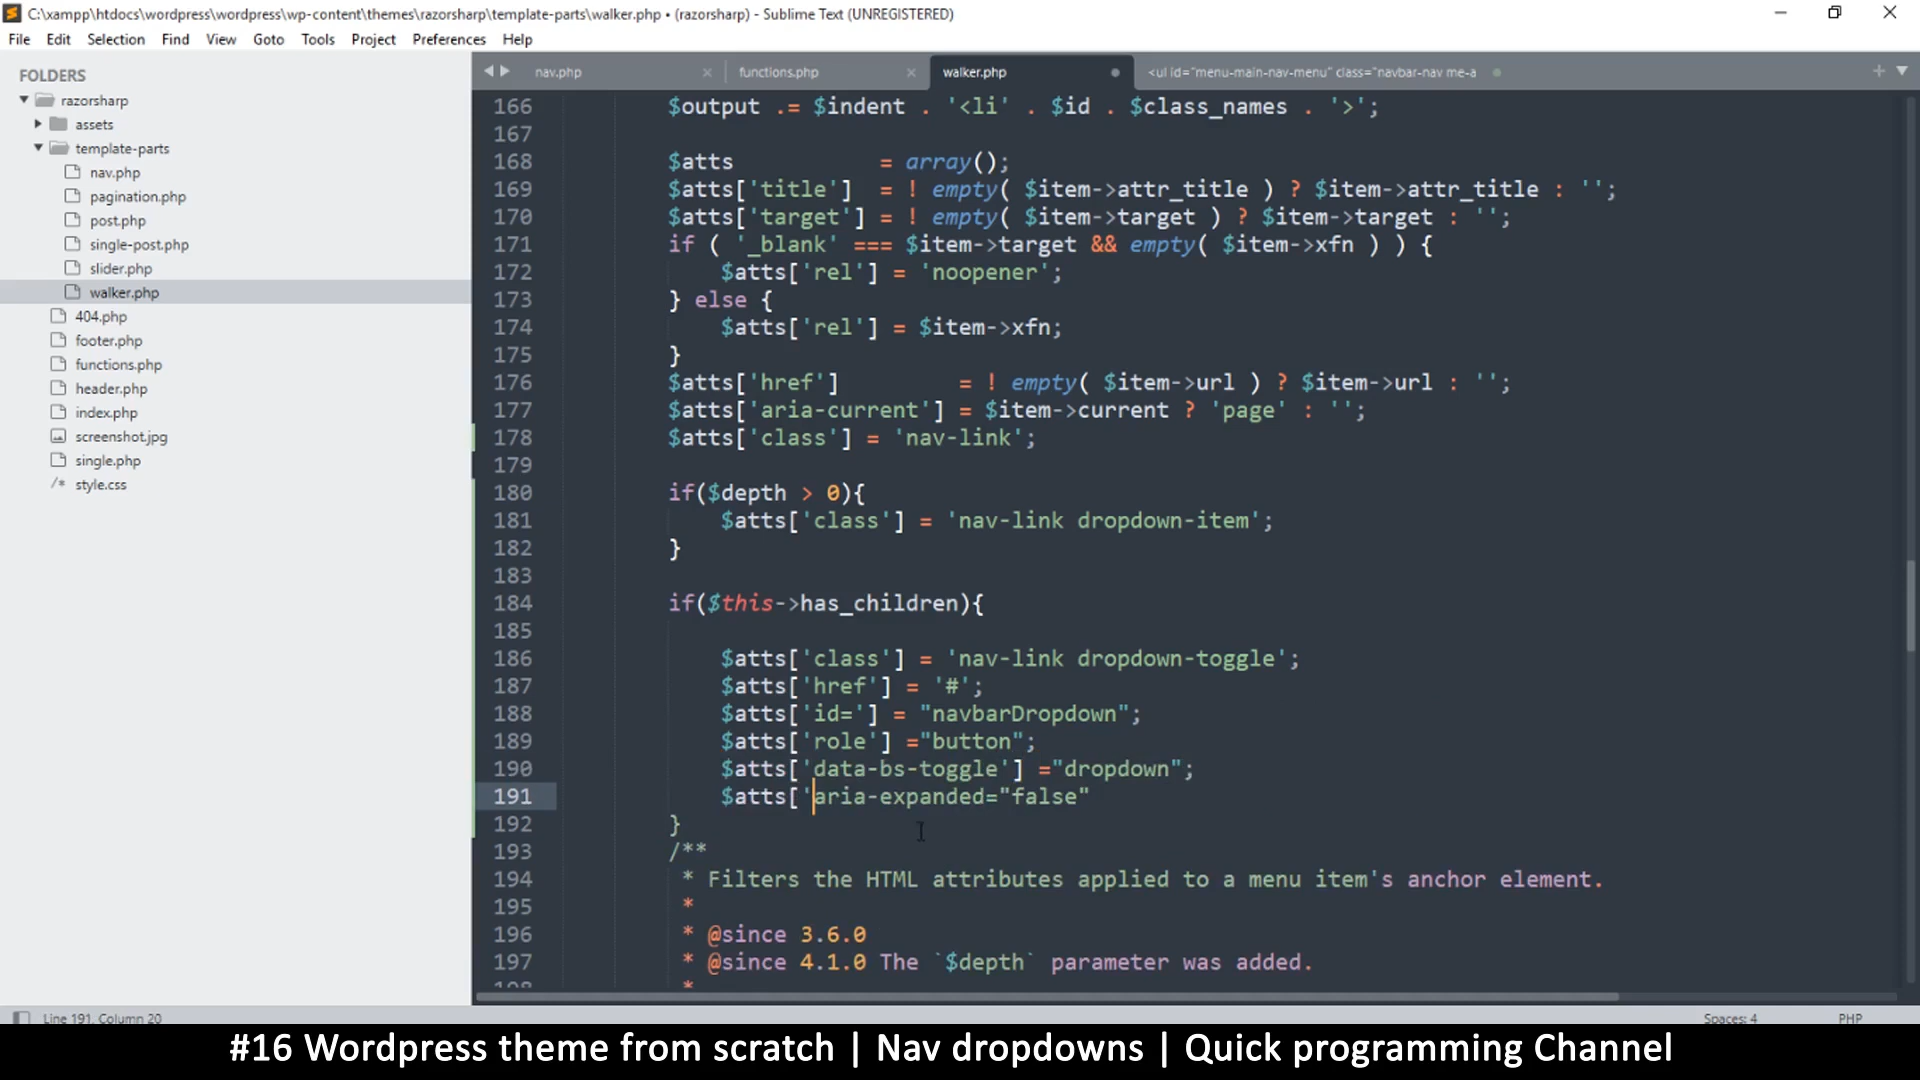 C:\xampp\htdocs\wordpress\wordpress\wp-content\themes\razorsharp\template-parts\walker.php • (razorsharp) - Sublime Text (UNREGISTERED)
File Edit Selection Find View Goto Tools Project Preferences Help
FOLDERS
razorsharp
assets
template-parts
nav.php
pagination.php
post.php
single-post.php
slider.php
walker.php
404.php
footer.php
functions.php
header.php
index.php
screenshot.jpg
single.php
/* style.css
nav.php × functions.php × walker.php • <ul id="menu-main-nav-menu" class="navbar-nav me-a •
166 $output .= $indent . '<li' . $id . $class_names . '>';
167
168 $atts = array();
169 $atts['title'] = ! empty( $item->attr_title ) ? $item->attr_title : '';
170 $atts['target'] = ! empty( $item->target ) ? $item->target : '';
171 if ( '_blank' === $item->target && empty( $item->xfn ) ) {
172 $atts['rel'] = 'noopener';
173 } else {
174 $atts['rel'] = $item->xfn;
175 }
176 $atts['href'] = ! empty( $item->url ) ? $item->url : '';
177 $atts['aria-current'] = $item->current ? 'page' : '';
178 $atts['class'] = 'nav-link';
179
180 if($depth > 0){
181 $atts['class'] = 'nav-link dropdown-item';
182 }
183
184 if($this->has_children){
185
186 $atts['class'] = 'nav-link dropdown-toggle';
187 $atts['href'] = '#';
188 $atts['id='] = "navbarDropdown";
189 $atts['role'] ="button";
190 $atts['data-bs-toggle'] ="dropdown";
191 $atts['aria-expanded="false"
192 }
193 /**
194 * Filters the HTML attributes applied to a menu item's anchor element.
195 *
196 * @since 3.6.0
197 * @since 4.1.0 The `$depth` parameter was added.
198 *
Line 191, Column 20 Spaces: 4 PHP
#16 Wordpress theme from scratch | Nav dropdowns | Quick programming Channel